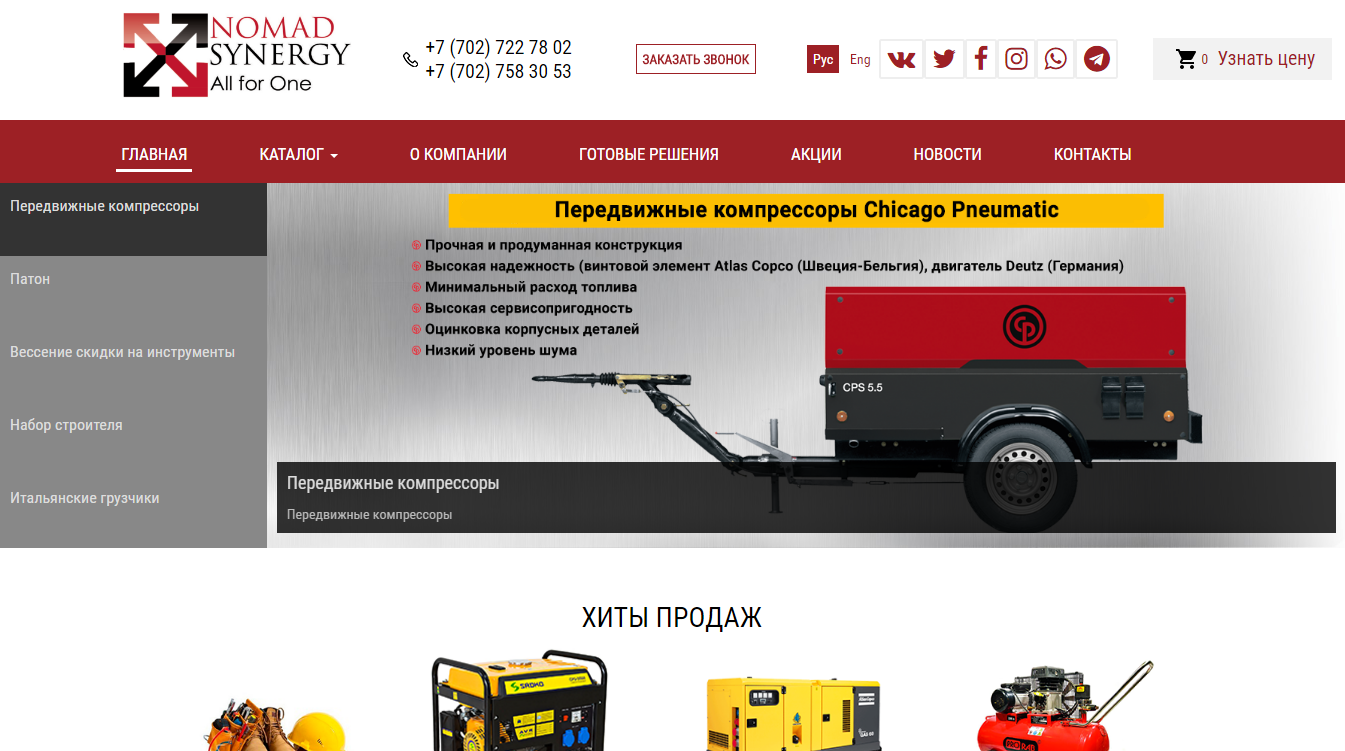 NOMAD
SYNERGY
All for One
+7 (702) 722 78 02
+7 (702) 758 30 53
ЗАКАЗАТЬ ЗВОНОК
Рус Eng
0 Узнать цену
ГЛАВНАЯ КАТАЛОГ О КОМПАНИИ ГОТОВЫЕ РЕШЕНИЯ АКЦИИ НОВОСТИ КОНТАКТЫ
Передвижные компрессоры
Патон
Вессение скидки на инструменты
Набор строителя
Итальянские грузчики
Передвижные компрессоры Chicago Pneumatic
Прочная и продуманная конструкция
Высокая надежность (винтовой элемент Atlas Copco (Швеция-Бельгия), двигатель Deutz (Германия)
Минимальный расход топлива
Высокая сервисопригодность
Оцинковка корпусных деталей
Низкий уровень шума
CP
CPS 5.5
Передвижные компрессоры
Передвижные компрессоры
ХИТЫ ПРОДАЖ
SADKO
AVR